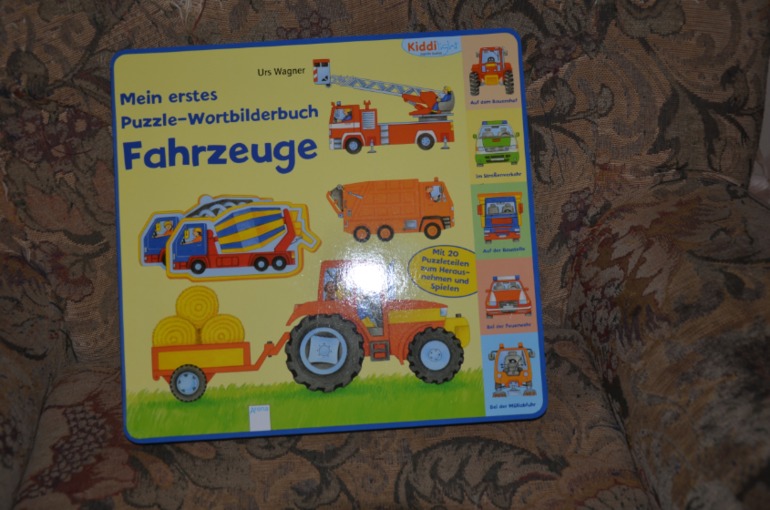 Kiddi
Urs Wagner
Mein erstes
Puzzle-Wortbilderbuch
Fahrzeuge
Mit 20
Puzzleteilen
zum Heraus-
nehmen und
Spielen
Auf dem Bauernhof
Im Straßenverkehr
Auf der Baustelle
Bei der Feuerwehr
Bei der Müllabfuhr
Arena